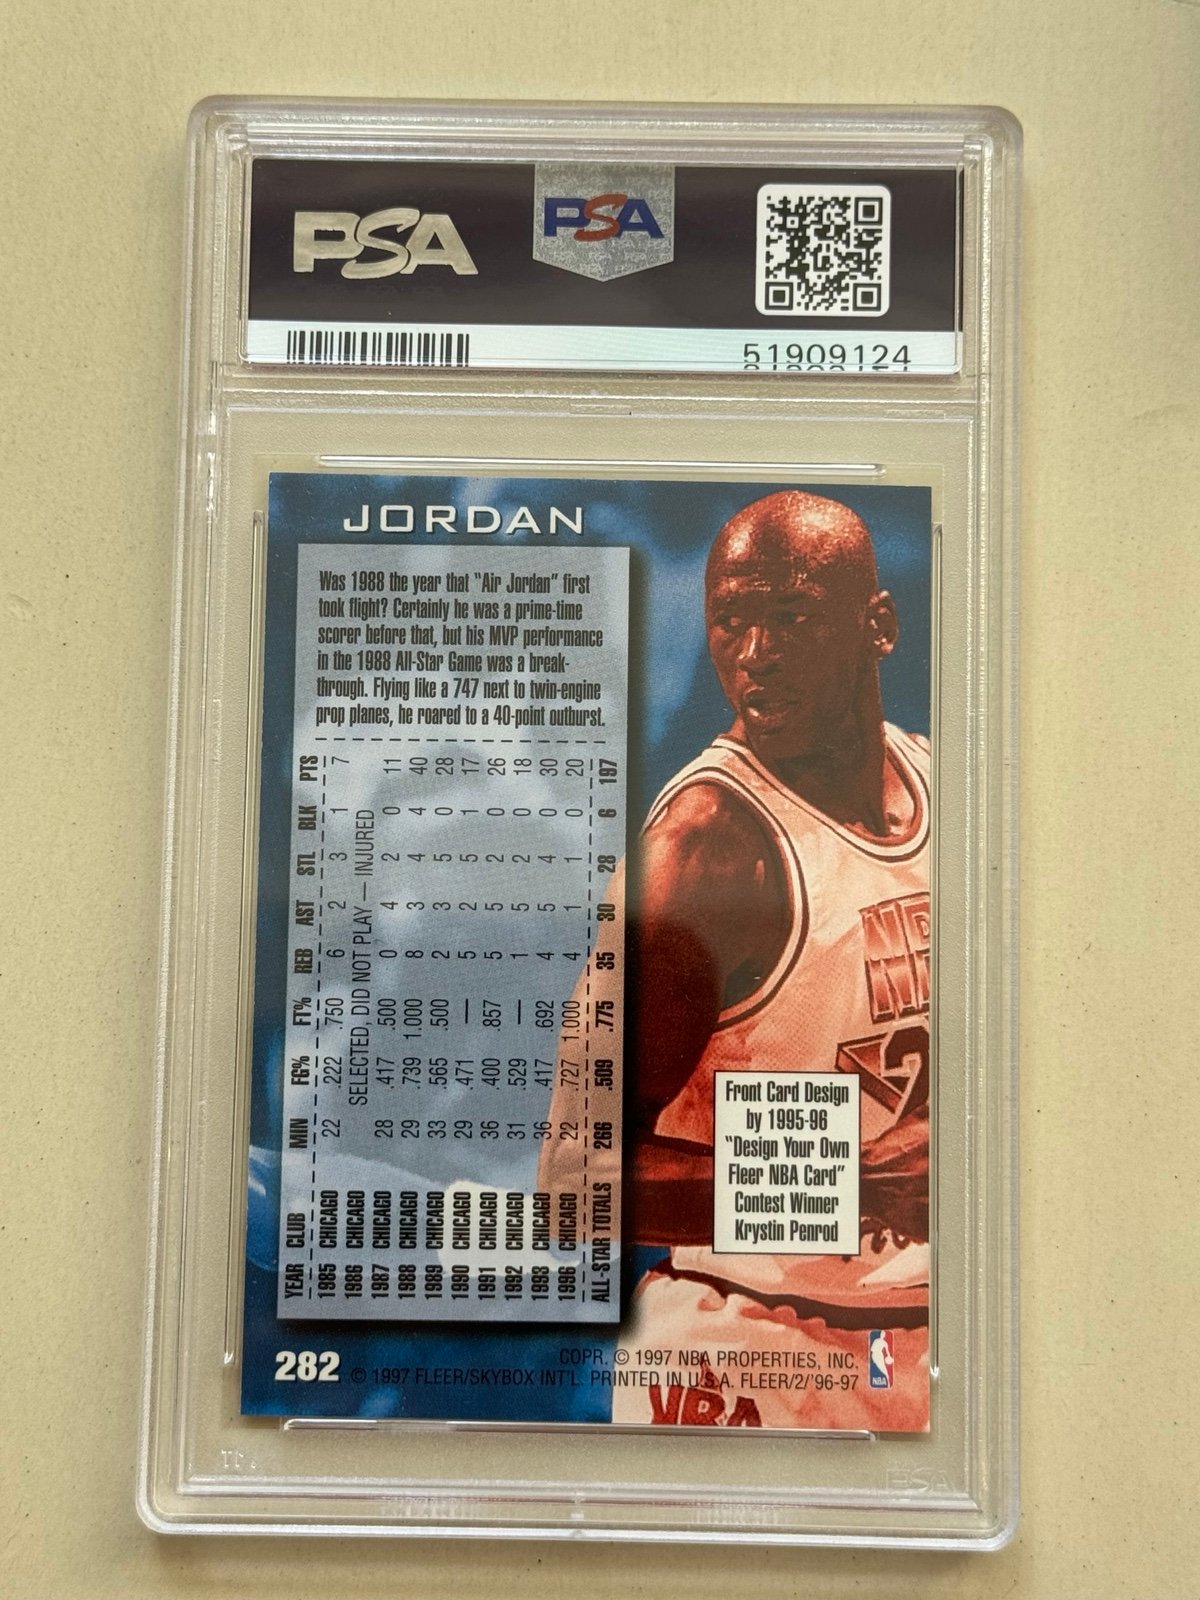 PSA
PSA
51909124
JORDAN
Was 1988 the year that "Air Jordan" first
took flight? Certainly he was a prime-time
scorer before that, but his MVP performance
in the 1988 All-Star Game was a break-
through. Flying like a 747 next to twin-engine
prop planes, he roared to a 40-point outburst.
YEAR CLUB MIN FG% FT% REB AST STL BLK PTS
1985 CHICAGO 22 .222 .750 6 2 3 1 7
1986 CHICAGO SELECTED, DID NOT PLAY — INJURED
1987 CHICAGO 28 .417 .500 0 4 2 0 11
1988 CHICAGO 29 .739 1.000 8 3 4 4 40
1989 CHICAGO 33 .565 .500 2 3 5 0 28
1990 CHICAGO 29 .471 — 5 2 5 1 17
1991 CHICAGO 36 .400 .857 5 5 2 0 26
1992 CHICAGO 31 .529 — 1 5 2 0 18
1993 CHICAGO 36 .417 .692 4 5 4 0 30
1996 CHICAGO 22 .727 1.000 4 1 1 0 20
ALL-STAR TOTALS 266 .509 .775 35 30 28 6 197
Front Card Design
by 1995-96
"Design Your Own
Fleer NBA Card"
Contest Winner
Krystin Penrod
282
COPR. © 1997 NBA PROPERTIES, INC.
© 1997 FLEER/SKYBOX INT'L. PRINTED IN U.S.A. FLEER/2/'96-97
NBA
NBA
PSA